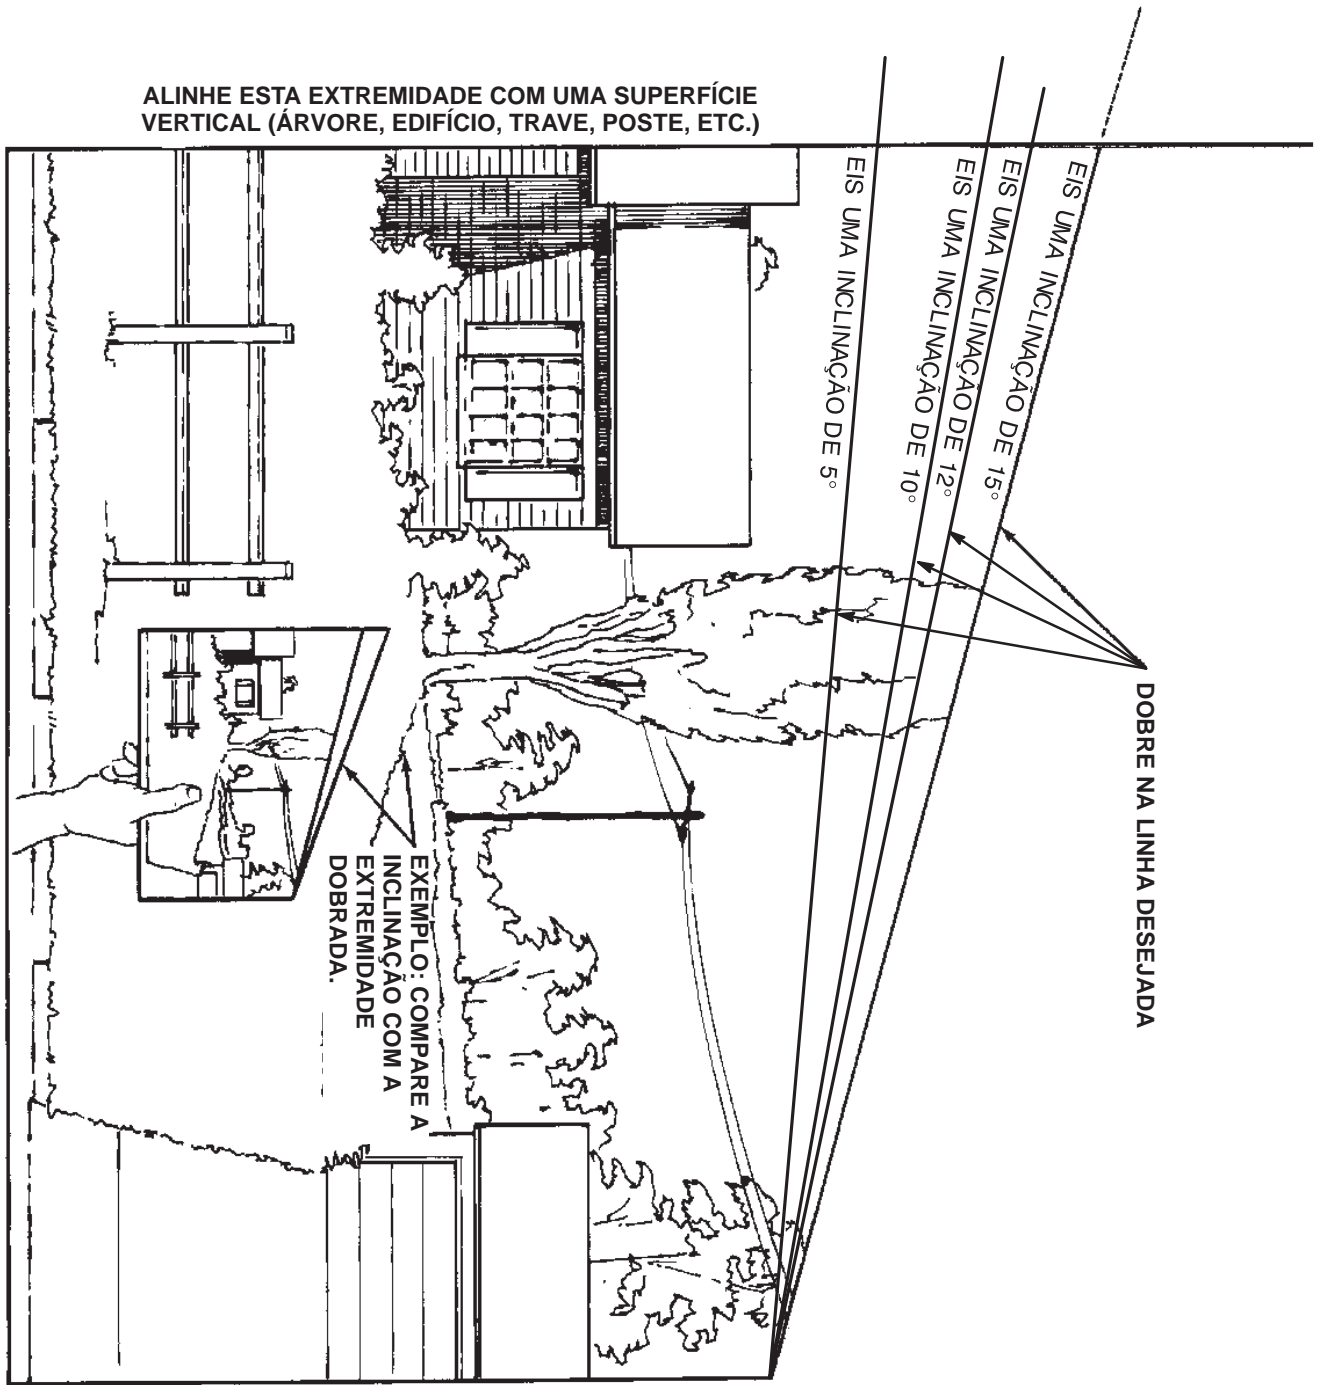 ALINHE ESTA EXTREMIDADE COM UMA SUPERFÍCIE
VERTICAL (ÁRVORE, EDIFÍCIO, TRAVE, POSTE, ETC.)
EIS UMA INCLINAÇÃO DE 15°
EIS UMA INCLINAÇÃO DE 12°
EIS UMA INCLINAÇÃO DE 10°
EIS UMA INCLINAÇÃO DE 5°
DOBRE NA LINHA DESEJADA
EXEMPLO: COMPARE A
INCLINAÇÃO COM A
EXTREMIDADE
DOBRADA.